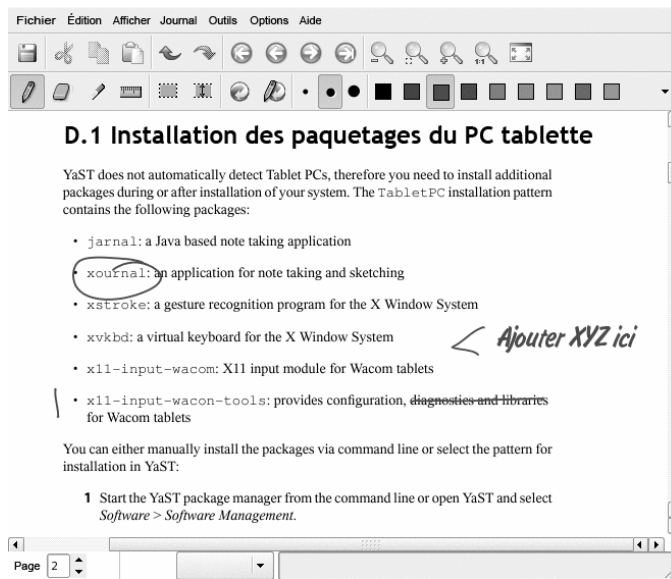 Fichier Édition Afficher Journal Outils Options Aide
1:1
D.1 Installation des paquetages du PC tablette
YaST does not automatically detect Tablet PCs, therefore you need to install additional
packages during or after installation of your system. The TabletPC installation pattern
contains the following packages:
• jarnal: a Java based note taking application
• xournal: an application for note taking and sketching
• xstroke: a gesture recognition program for the X Window System
• xvkbd: a virtual keyboard for the X Window System
Ajouter XYZ ici
• x11-input-wacom: X11 input module for Wacom tablets
• x11-input-wacon-tools: provides configuration, diagnostics and libraries
for Wacom tablets
You can either manually install the packages via command line or select the pattern for
installation in YaST:
1 Start the YaST package manager from the command line or open YaST and select
Software > Software Management.
Page 2